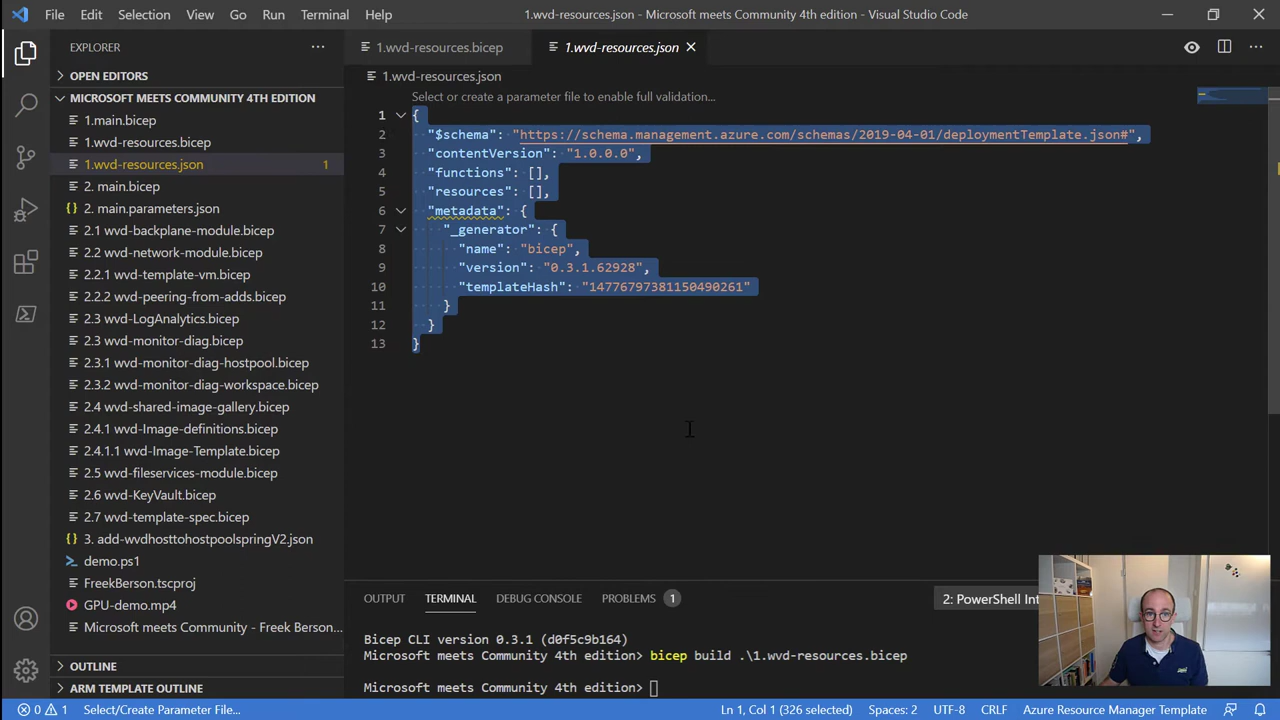 File Edit Selection View Go Run Terminal Help 1.wvd-resources.json - Microsoft meets Community 4th edition - Visual Studio Code
EXPLORER
OPEN EDITORS
MICROSOFT MEETS COMMUNITY 4TH EDITION
1.main.bicep
1.wvd-resources.bicep
1.wvd-resources.json 1
2. main.bicep
{} 2. main.parameters.json
2.1 wvd-backplane-module.bicep
2.2 wvd-network-module.bicep
2.2.1 wvd-template-vm.bicep
2.2.2 wvd-peering-from-adds.bicep
2.3 wvd-LogAnalytics.bicep
2.3 wvd-monitor-diag.bicep
2.3.1 wvd-monitor-diag-hostpool.bicep
2.3.2 wvd-monitor-diag-workspace.bicep
2.4 wvd-shared-image-gallery.bicep
2.4.1 wvd-Image-definitions.bicep
2.4.1.1 wvd-Image-Template.bicep
2.5 wvd-fileservices-module.bicep
2.6 wvd-KeyVault.bicep
2.7 wvd-template-spec.bicep
{} 3. add-wvdhosttohostpoolspringV2.json
demo.ps1
FreekBerson.tscproj
GPU-demo.mp4
Microsoft meets Community - Freek Berson...
OUTLINE
ARM TEMPLATE OUTLINE
1.wvd-resources.bicep 1.wvd-resources.json
1.wvd-resources.json
Select or create a parameter file to enable full validation...
1 {
2 "$schema": "https://schema.management.azure.com/schemas/2019-04-01/deploymentTemplate.json#",
3 "contentVersion": "1.0.0.0",
4 "functions": [],
5 "resources": [],
6 "metadata": {
7 "_generator": {
8 "name": "bicep",
9 "version": "0.3.1.62928",
10 "templateHash": "14776797381150490261"
11 }
12 }
13 }
OUTPUT TERMINAL DEBUG CONSOLE PROBLEMS 1 2: PowerShell Int
Bicep CLI version 0.3.1 (d0f5c9b164)
Microsoft meets Community 4th edition> bicep build .\1.wvd-resources.bicep
Microsoft meets Community 4th edition>
0 1 Select/Create Parameter File... Ln 1, Col 1 (326 selected) Spaces: 2 UTF-8 CRLF Azure Resource Manager Template